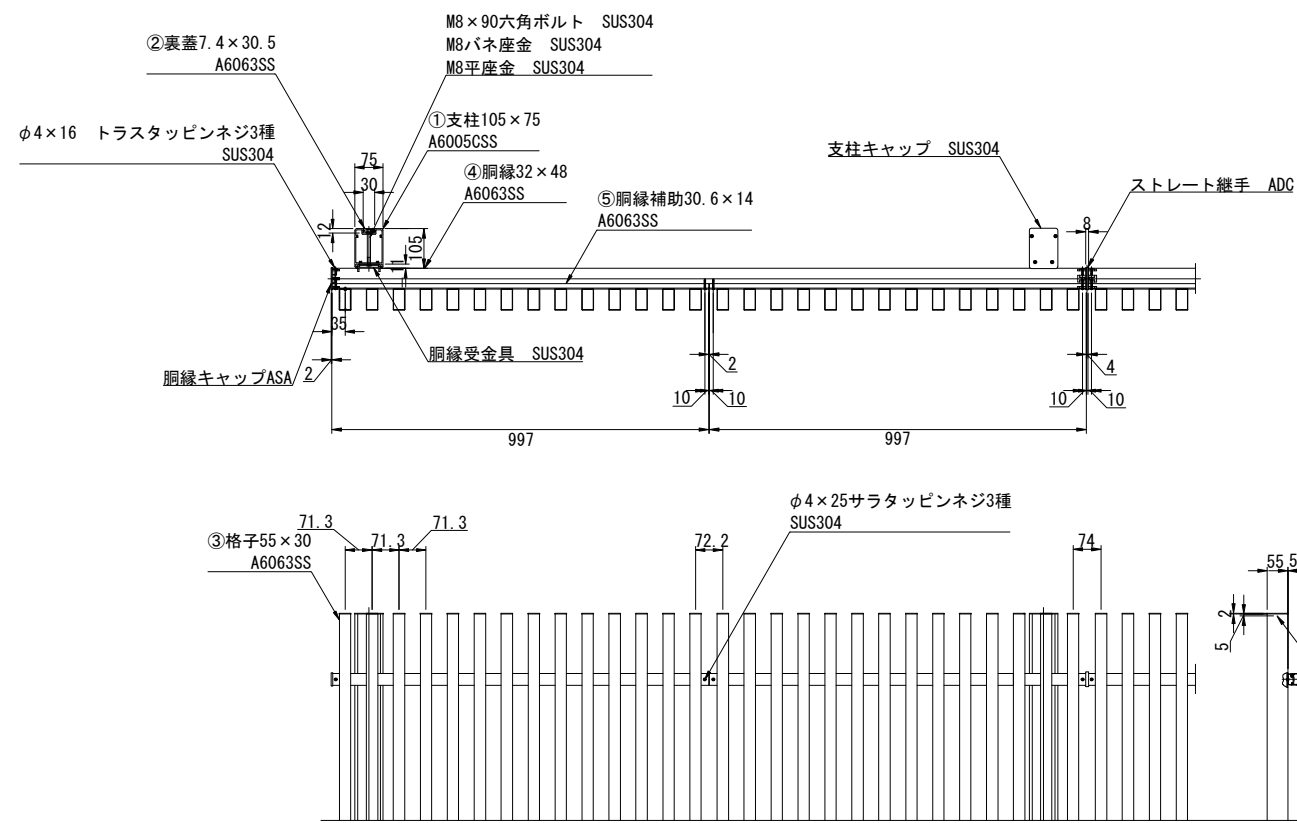 M8×90六角ボルト　SUS304
M8バネ座金　SUS304
M8平座金　SUS304
②裏蓋7.4×30.5
A6063SS
φ4×16　トラスタッピンネジ3種
SUS304
①支柱105×75
A6005CSS
④胴縁32×48
A6063SS
⑤胴縁補助30.6×14
A6063SS
支柱キャップ　SUS304
ストレート継手　ADC
75
30
12
105
11
8
35
2
胴縁キャップASA
胴縁受金具　SUS304
2
10
10
4
10
10
997
997
φ4×25サラタッピンネジ3種
SUS304
③格子55×30
A6063SS
71.3
71.3
71.3
72.2
74
55
5
2
5